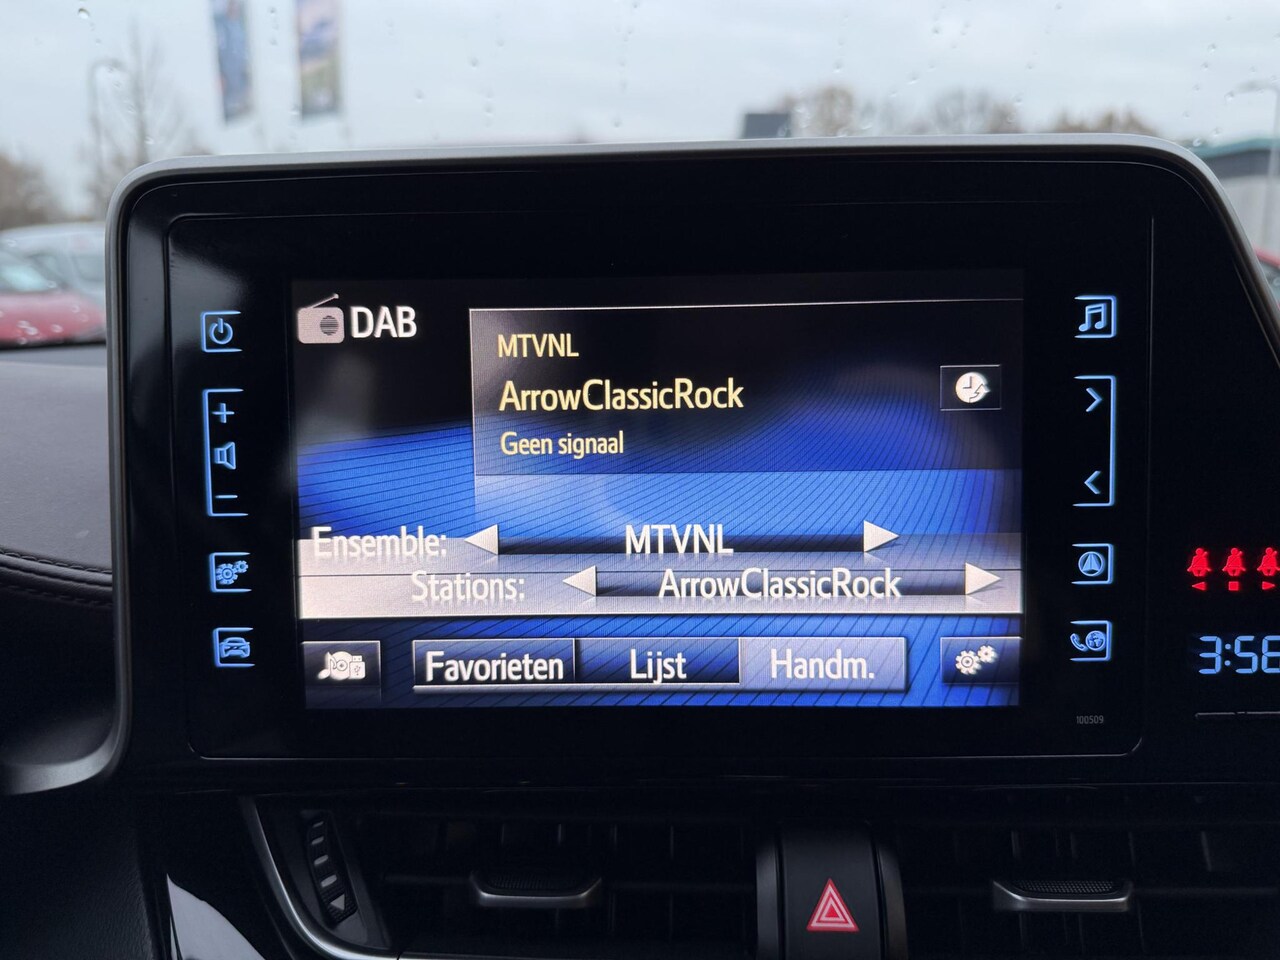 DAB
MTVNL
ArrowClassicRock
Geen signaal
Ensemble: MTVNL
Stations: ArrowClassicRock
Favorieten Lijst Handm.
100509
3:58